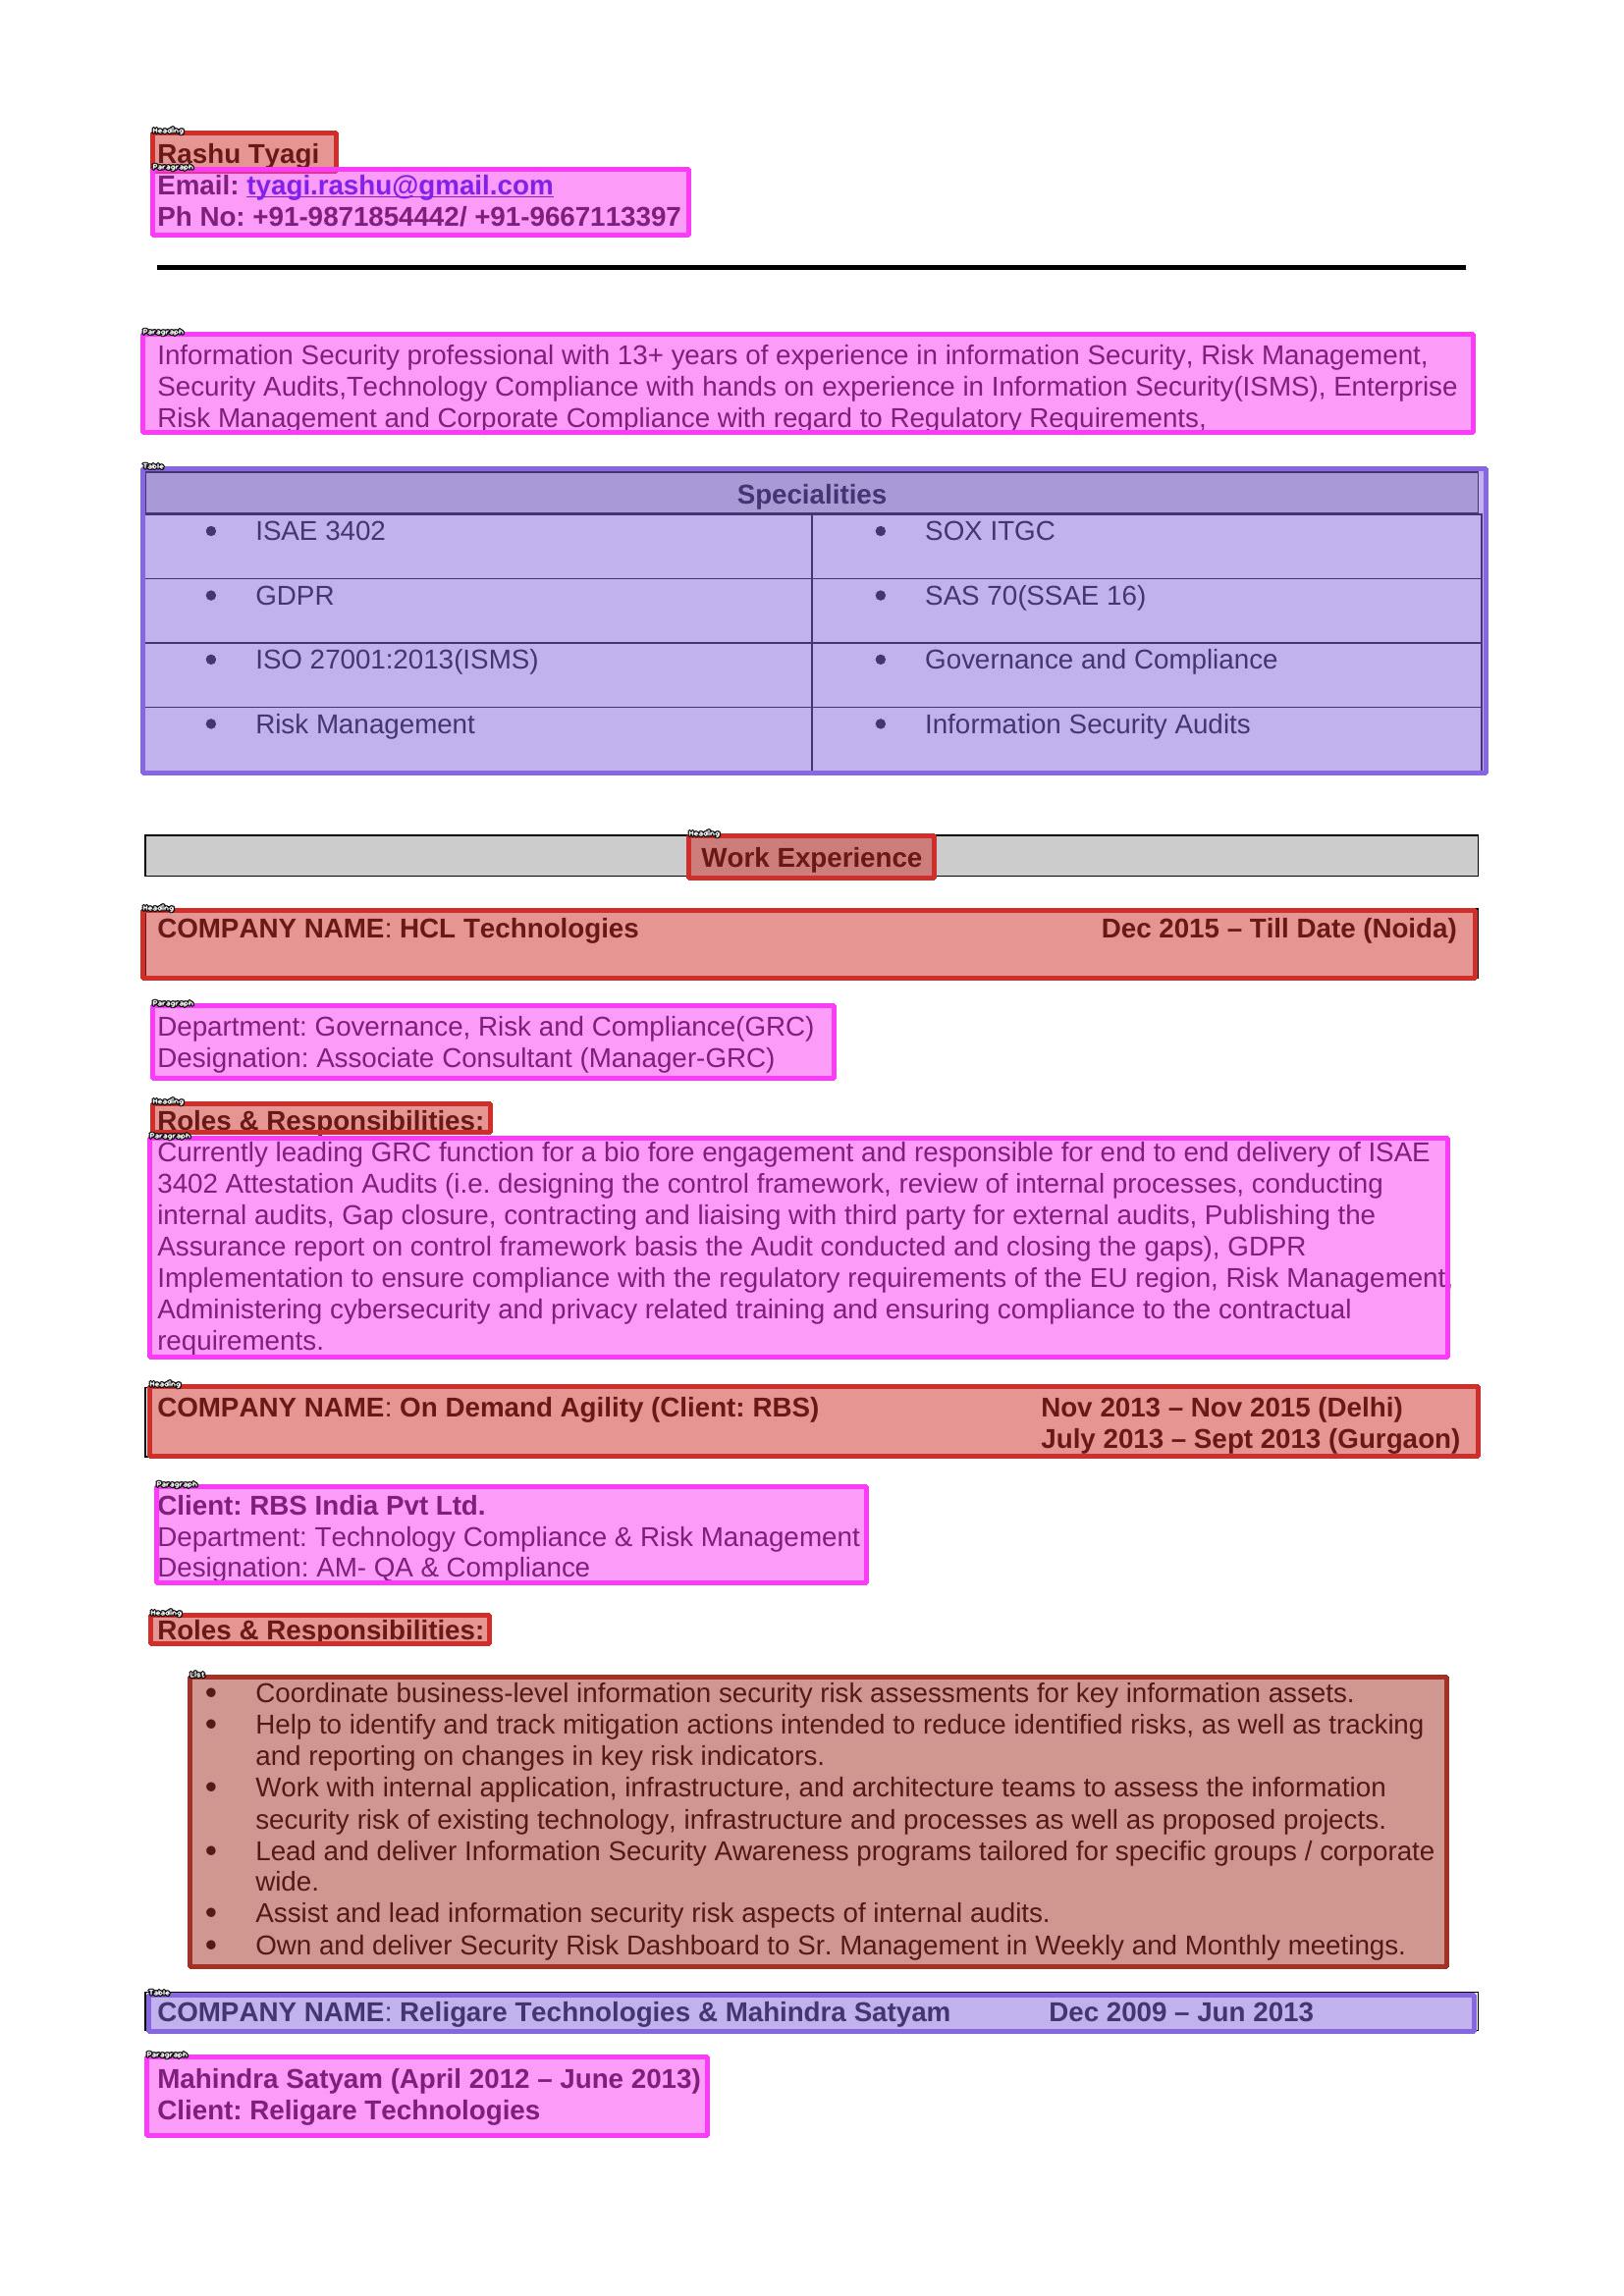 Heading
Rashu Tyagi
Paragraph
Email: tyagi.rashu@gmail.com
Ph No: +91-9871854442/ +91-9667113397
Paragraph
Information Security professional with 13+ years of experience in information Security, Risk Management,
Security Audits,Technology Compliance with hands on experience in Information Security(ISMS), Enterprise
Risk Management and Corporate Compliance with regard to Regulatory Requirements,
Table
Specialities
• ISAE 3402 • SOX ITGC
• GDPR • SAS 70(SSAE 16)
• ISO 27001:2013(ISMS) • Governance and Compliance
• Risk Management • Information Security Audits
Heading
Work Experience
Heading
COMPANY NAME: HCL Technologies Dec 2015 – Till Date (Noida)
Paragraph
Department: Governance, Risk and Compliance(GRC)
Designation: Associate Consultant (Manager-GRC)
Heading
Roles & Responsibilities:
Paragraph
Currently leading GRC function for a bio fore engagement and responsible for end to end delivery of ISAE
3402 Attestation Audits (i.e. designing the control framework, review of internal processes, conducting
internal audits, Gap closure, contracting and liaising with third party for external audits, Publishing the
Assurance report on control framework basis the Audit conducted and closing the gaps), GDPR
Implementation to ensure compliance with the regulatory requirements of the EU region, Risk Management,
Administering cybersecurity and privacy related training and ensuring compliance to the contractual
requirements.
Heading
COMPANY NAME: On Demand Agility (Client: RBS) Nov 2013 – Nov 2015 (Delhi)
July 2013 – Sept 2013 (Gurgaon)
Paragraph
Client: RBS India Pvt Ltd.
Department: Technology Compliance & Risk Management
Designation: AM- QA & Compliance
Heading
Roles & Responsibilities:
List
• Coordinate business-level information security risk assessments for key information assets.
• Help to identify and track mitigation actions intended to reduce identified risks, as well as tracking
and reporting on changes in key risk indicators.
• Work with internal application, infrastructure, and architecture teams to assess the information
security risk of existing technology, infrastructure and processes as well as proposed projects.
• Lead and deliver Information Security Awareness programs tailored for specific groups / corporate
wide.
• Assist and lead information security risk aspects of internal audits.
• Own and deliver Security Risk Dashboard to Sr. Management in Weekly and Monthly meetings.
Table
COMPANY NAME: Religare Technologies & Mahindra Satyam Dec 2009 – Jun 2013
Paragraph
Mahindra Satyam (April 2012 – June 2013)
Client: Religare Technologies